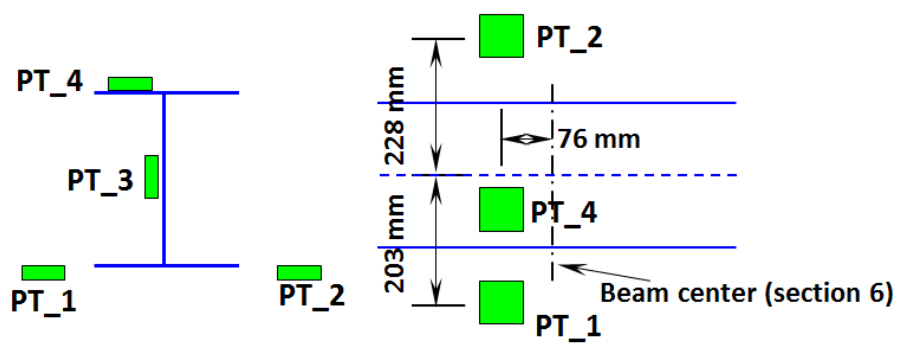 PT_4
PT_3
PT_1
PT_2
PT_2
228 mm
76 mm
PT_4
203 mm
Beam center (section 6)
PT_1